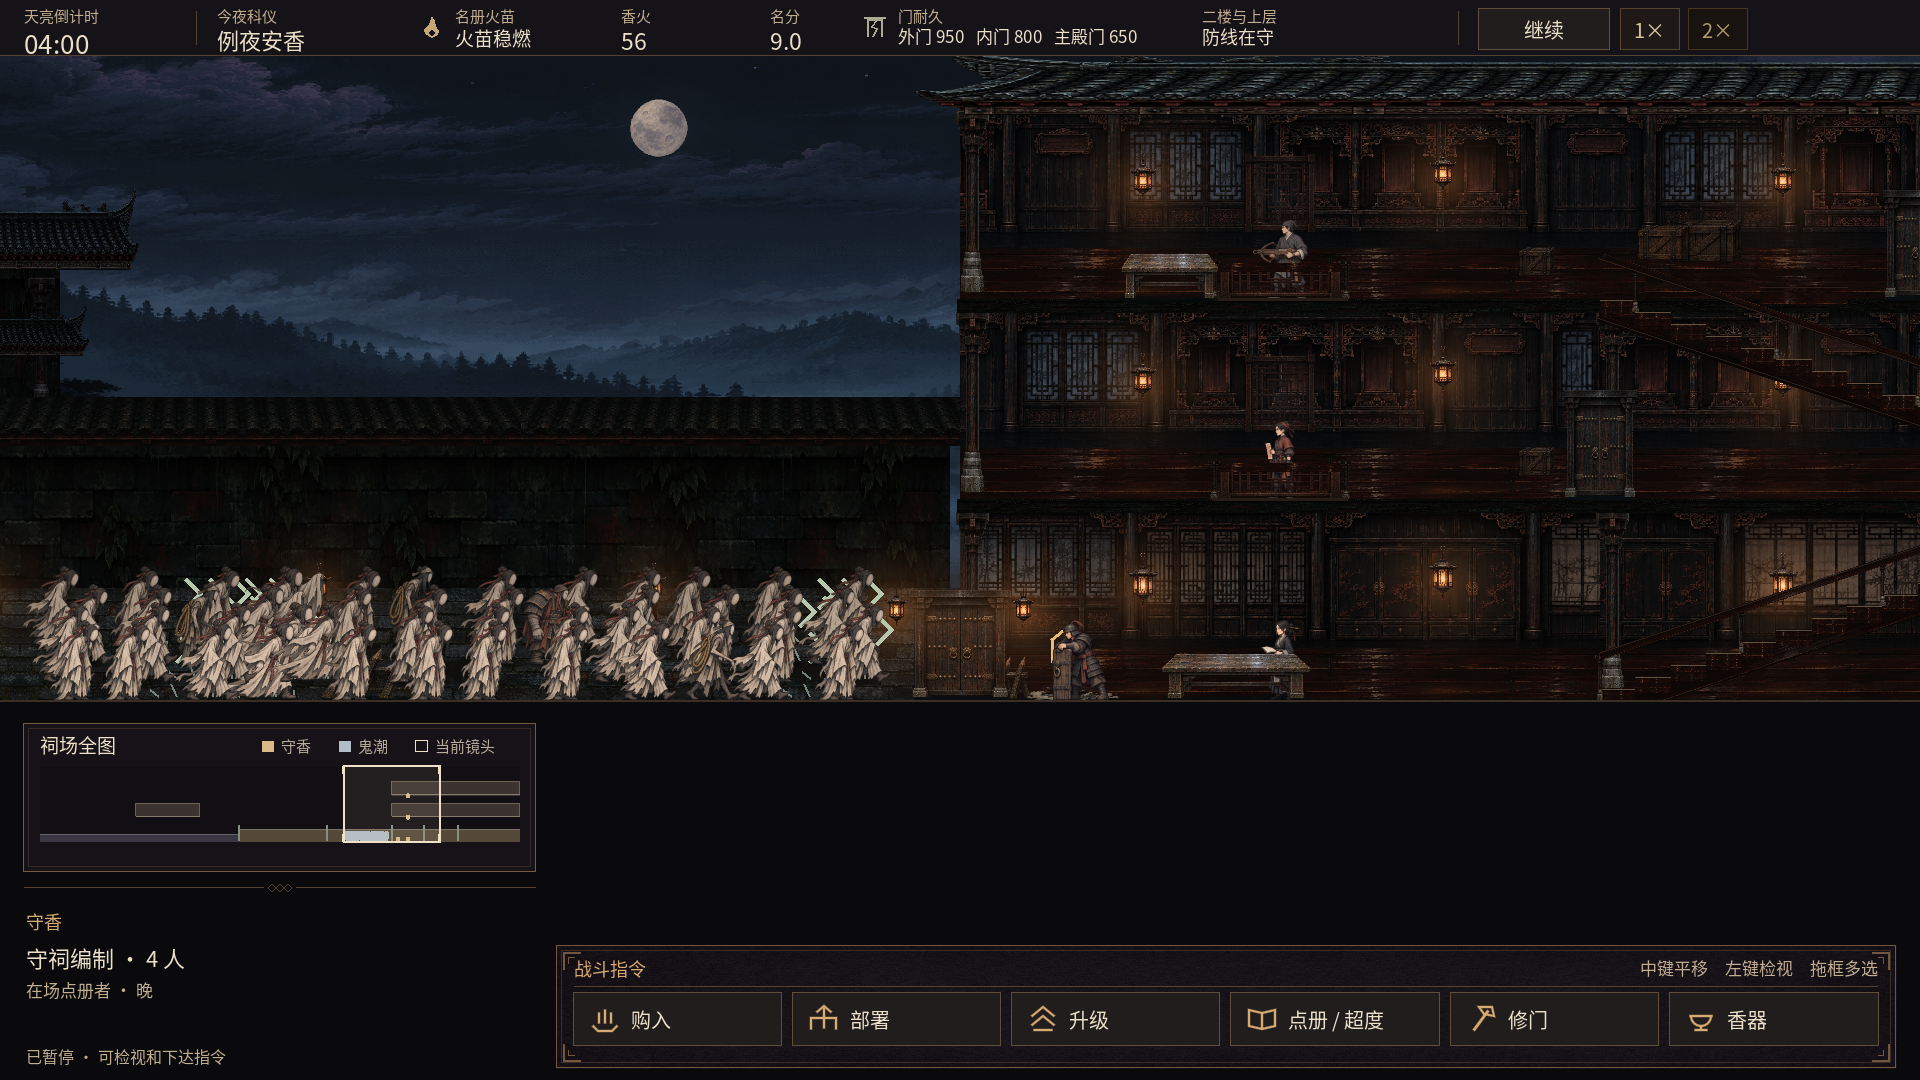 天亮倒计时
04:00
今夜科仪
例夜安香
名册火苗
火苗稳燃
香火
56
名分
9.0
门耐久
外门 950 内门 800 主殿门 650
二楼与上层
防线在守
继续
1×
2×
祠场全图
守香 鬼潮 当前镜头
守香
守祠编制 · 4 人
在场点册者 · 晚
已暂停 · 可检视和下达指令
战斗指令
中键平移 左键检视 拖框多选
购入
部署
升级
点册 / 超度
修门
香器